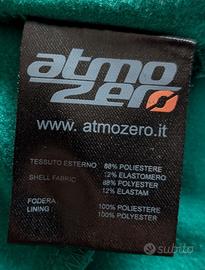 atmo
zero
www. atmozero.it
TESSUTO ESTERNO : 88% POLIESTERE
12% ELASTOMERO
SHELL FABRIC : 88% POLYESTER
12% ELASTAM
FODERA : 100% POLIESTERE
LINING : 100% POLYESTER
subito